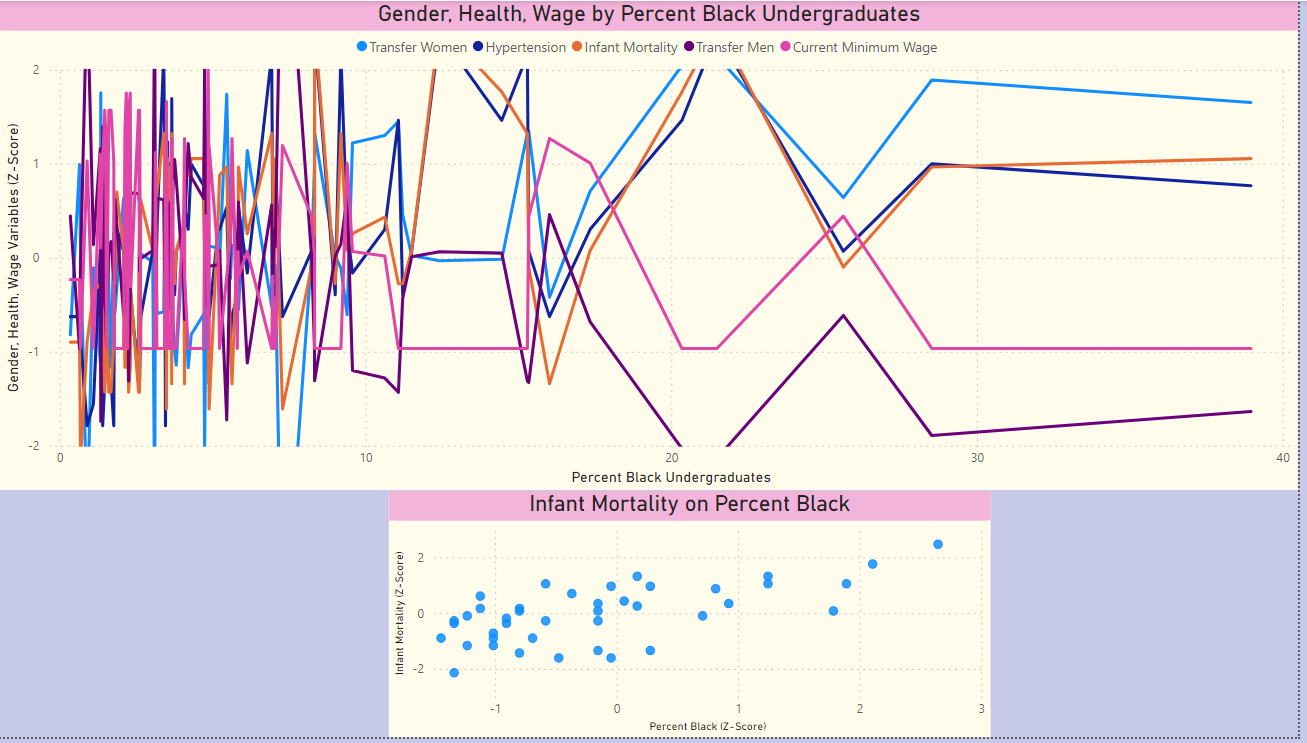 Gender, Health, Wage by Percent Black Undergraduates
Transfer Women Hypertension Infant Mortality Transfer Men Current Minimum Wage
Gender, Health, Wage Variables (Z-Score)
2
1
0
-1
-2
0 10 20 30 40
Percent Black Undergraduates
Infant Mortality on Percent Black
Infant Mortality (Z-Score)
2
0
-2
-1 0 1 2 3
Percent Black (Z-Score)